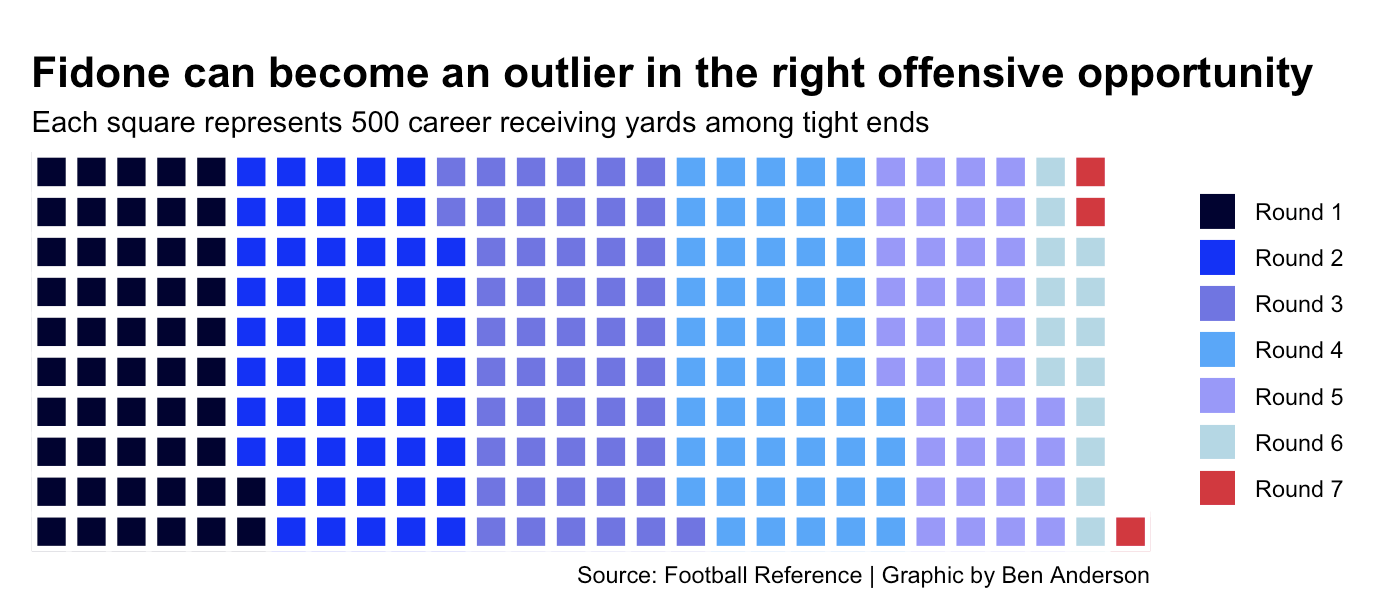 Fidone can become an outlier in the right offensive opportunity
Each square represents 500 career receiving yards among tight ends
Round 1
Round 2
Round 3
Round 4
Round 5
Round 6
Round 7
Source: Football Reference | Graphic by Ben Anderson